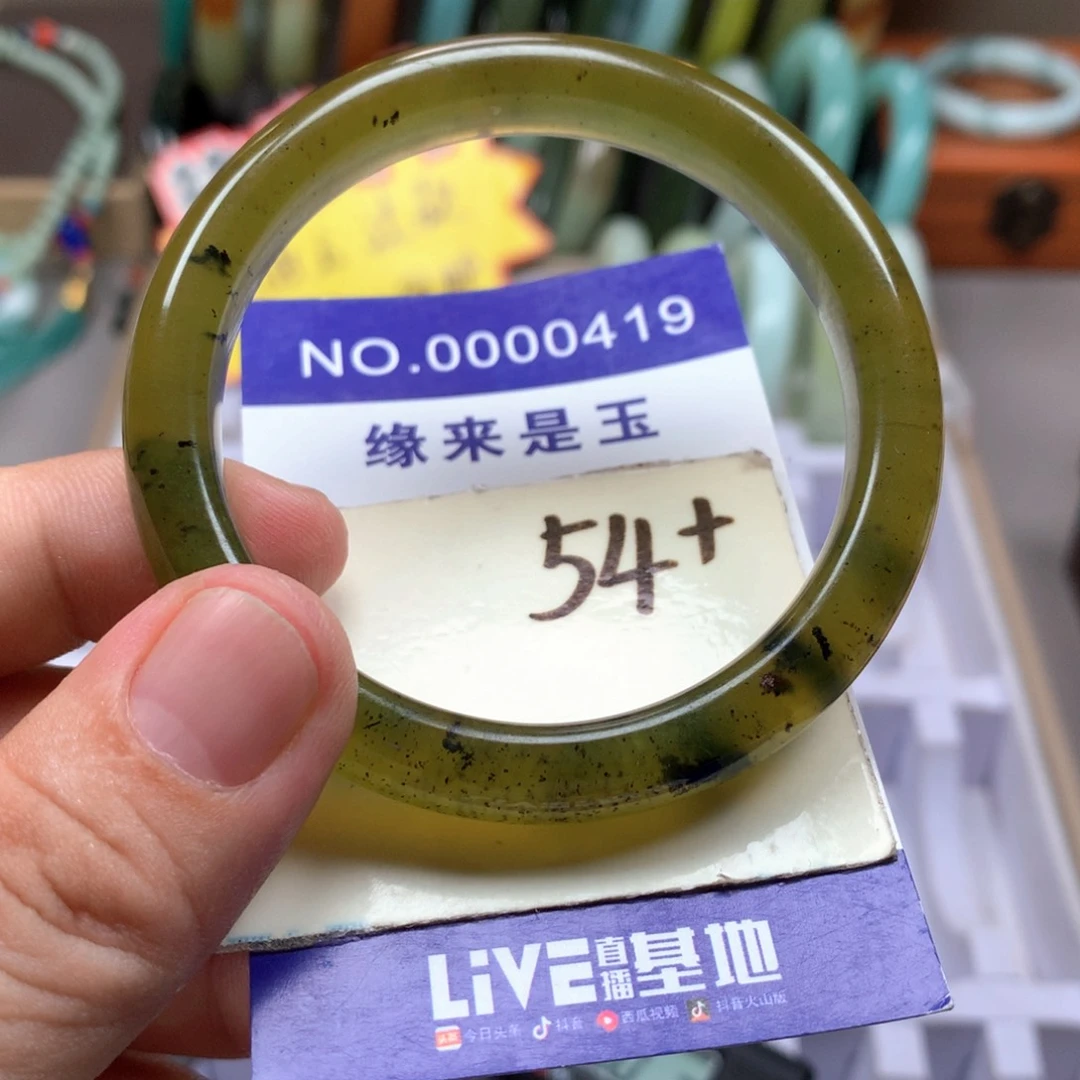 NO.0000419
缘来是玉
54+
LiVE直播基地
今日头条 抖音 西瓜视频 抖音火山版